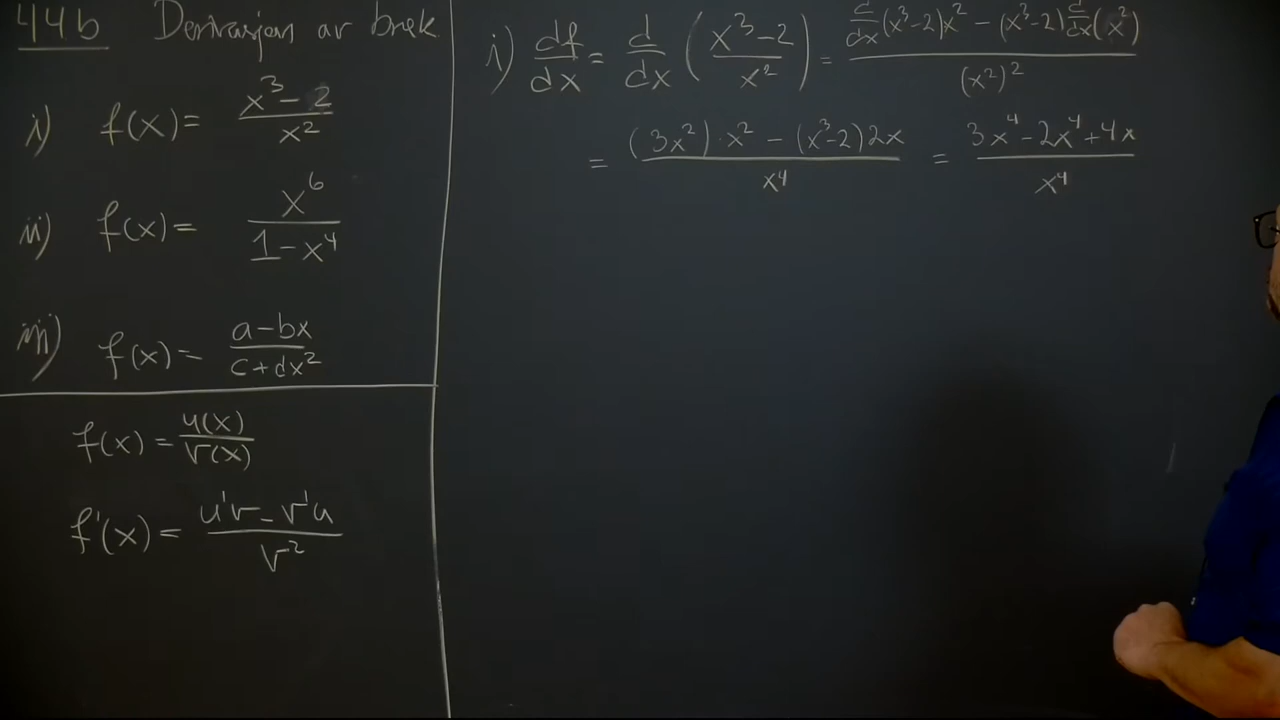 44b Derivasjon av brøk
i) f(x) = (x³ - 2)/x²
ii) f(x) = x⁶/(1 - x⁴)
iii) f(x) = (a - bx)/(c + dx²)
f(x) = u(x)/v(x)
f'(x) = (u'v - v'u)/v²
i) df/dx = d/dx ((x³ - 2)/x²) = (d/dx (x³ - 2)x² - (x³ - 2) d/dx (x²))/(x²)²
= ((3x²) · x² - (x³ - 2)2x)/x⁴ = (3x⁴ - 2x⁴ + 4x)/x⁴